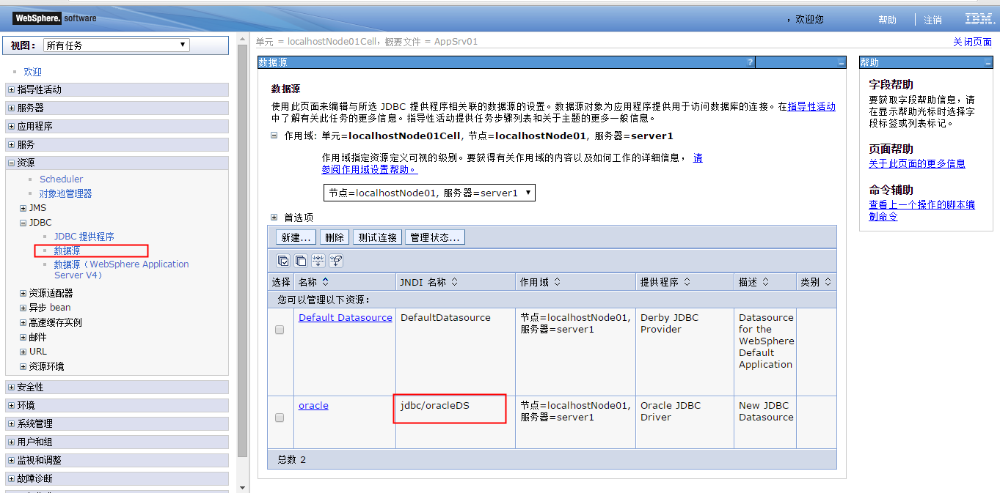 WebSphere. software
，欢迎您
帮助
注销
IBM.
视图：
所有任务
欢迎
指导性活动
服务器
应用程序
服务
资源
Scheduler
对象池管理器
JMS
JDBC
JDBC 提供程序
数据源
数据源（WebSphere Application
Server V4）
资源适配器
异步 bean
高速缓存实例
邮件
URL
资源环境
安全性
环境
系统管理
用户和组
监视和调整
故障诊断
单元 = localhostNode01Cell，概要文件 = AppSrv01
关闭页面
数据源
?
数据源
使用此页面来编辑与所选 JDBC 提供程序相关联的数据源的设置。数据源对象为应用程序提供用于访问数据库的连接。在指导性活动
中了解有关此任务的更多信息。指导性活动提供任务步骤列表和关于主题的更多一般信息。
作用域: 单元=localhostNode01Cell, 节点=localhostNode01, 服务器=server1
作用域指定资源定义可视的级别。要获得有关作用域的内容以及如何工作的详细信息， 请
参阅作用域设置帮助。
节点=localhostNode01, 服务器=server1
首选项
新建... 删除 测试连接 管理状态...
选择 名称 JNDI 名称 作用域 提供程序 描述 类别
您可以管理以下资源：
Default Datasource DefaultDatasource 节点=localhostNode01, Derby JDBC Datasource
服务器=server1 Provider for the
WebSphere
Default
Application
oracle jdbc/oracleDS 节点=localhostNode01, Oracle JDBC New JDBC
服务器=server1 Driver Datasource
总数 2
帮助
字段帮助
要获取字段帮助信息，请
在显示帮助光标时选择字
段标签或列表标记。
页面帮助
关于此页面的更多信息
命令辅助
查看上一个操作的脚本编
制命令